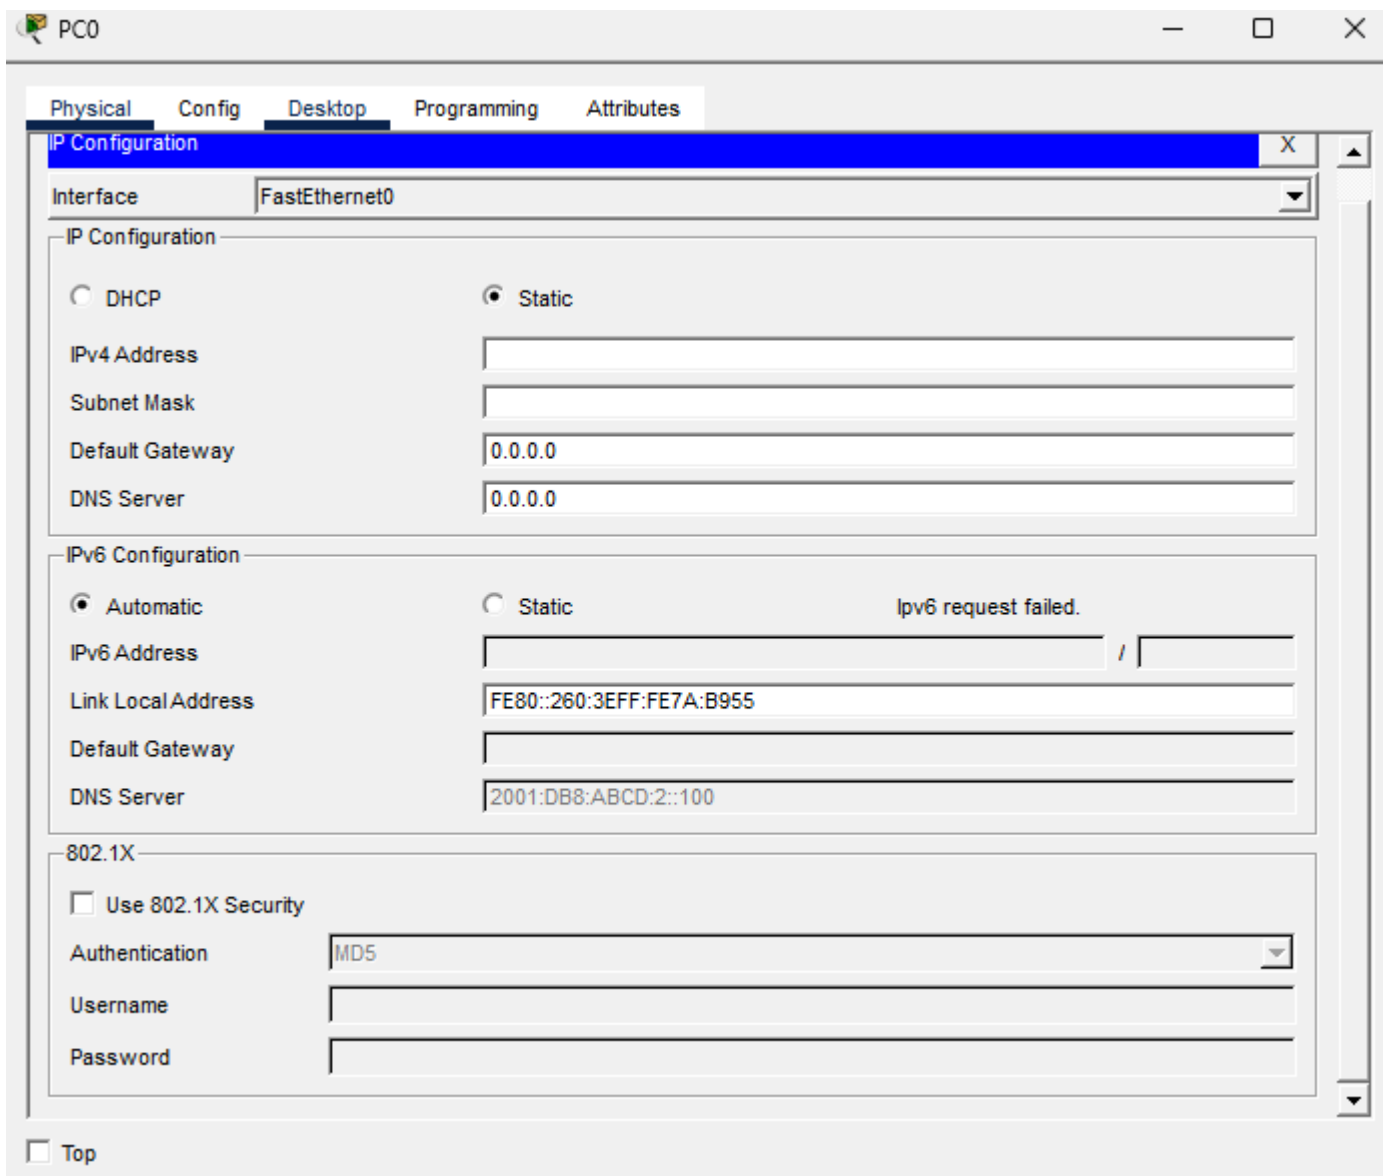 PC0
Physical Config Desktop Programming Attributes
IP Configuration X
Interface FastEthernet0
IP Configuration
DHCP Static
IPv4 Address
Subnet Mask
Default Gateway 0.0.0.0
DNS Server 0.0.0.0
IPv6 Configuration
Automatic Static Ipv6 request failed.
IPv6 Address /
Link Local Address FE80::260:3EFF:FE7A:B955
Default Gateway
DNS Server 2001:DB8:ABCD:2::100
802.1X
Use 802.1X Security
Authentication MD5
Username
Password
Top